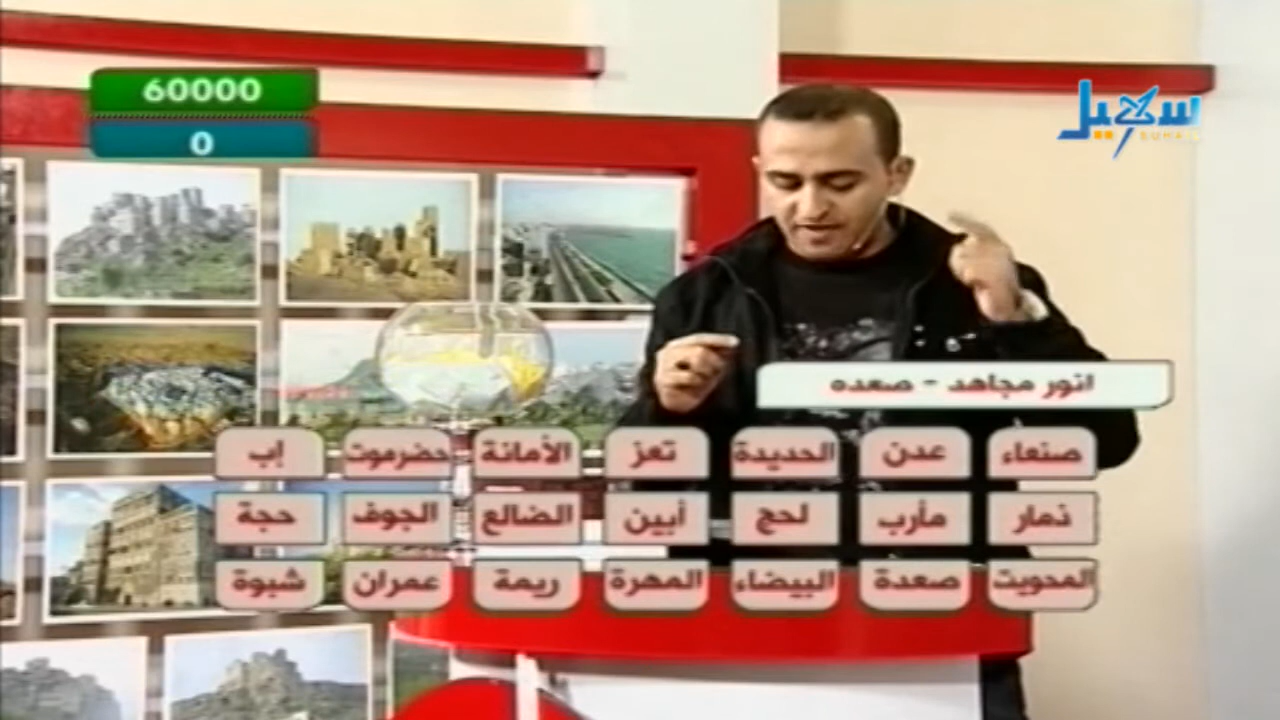 60000
0
سهيل
SUHAIL
انور مجاهد - صعده
صنعاء عدن الحديدة تعز الأمانة حضرموت إب
ذمار مأرب لحج أبين الضالع الجوف حجة
المحويت صعدة البيضاء المهرة ريمة عمران شبوة